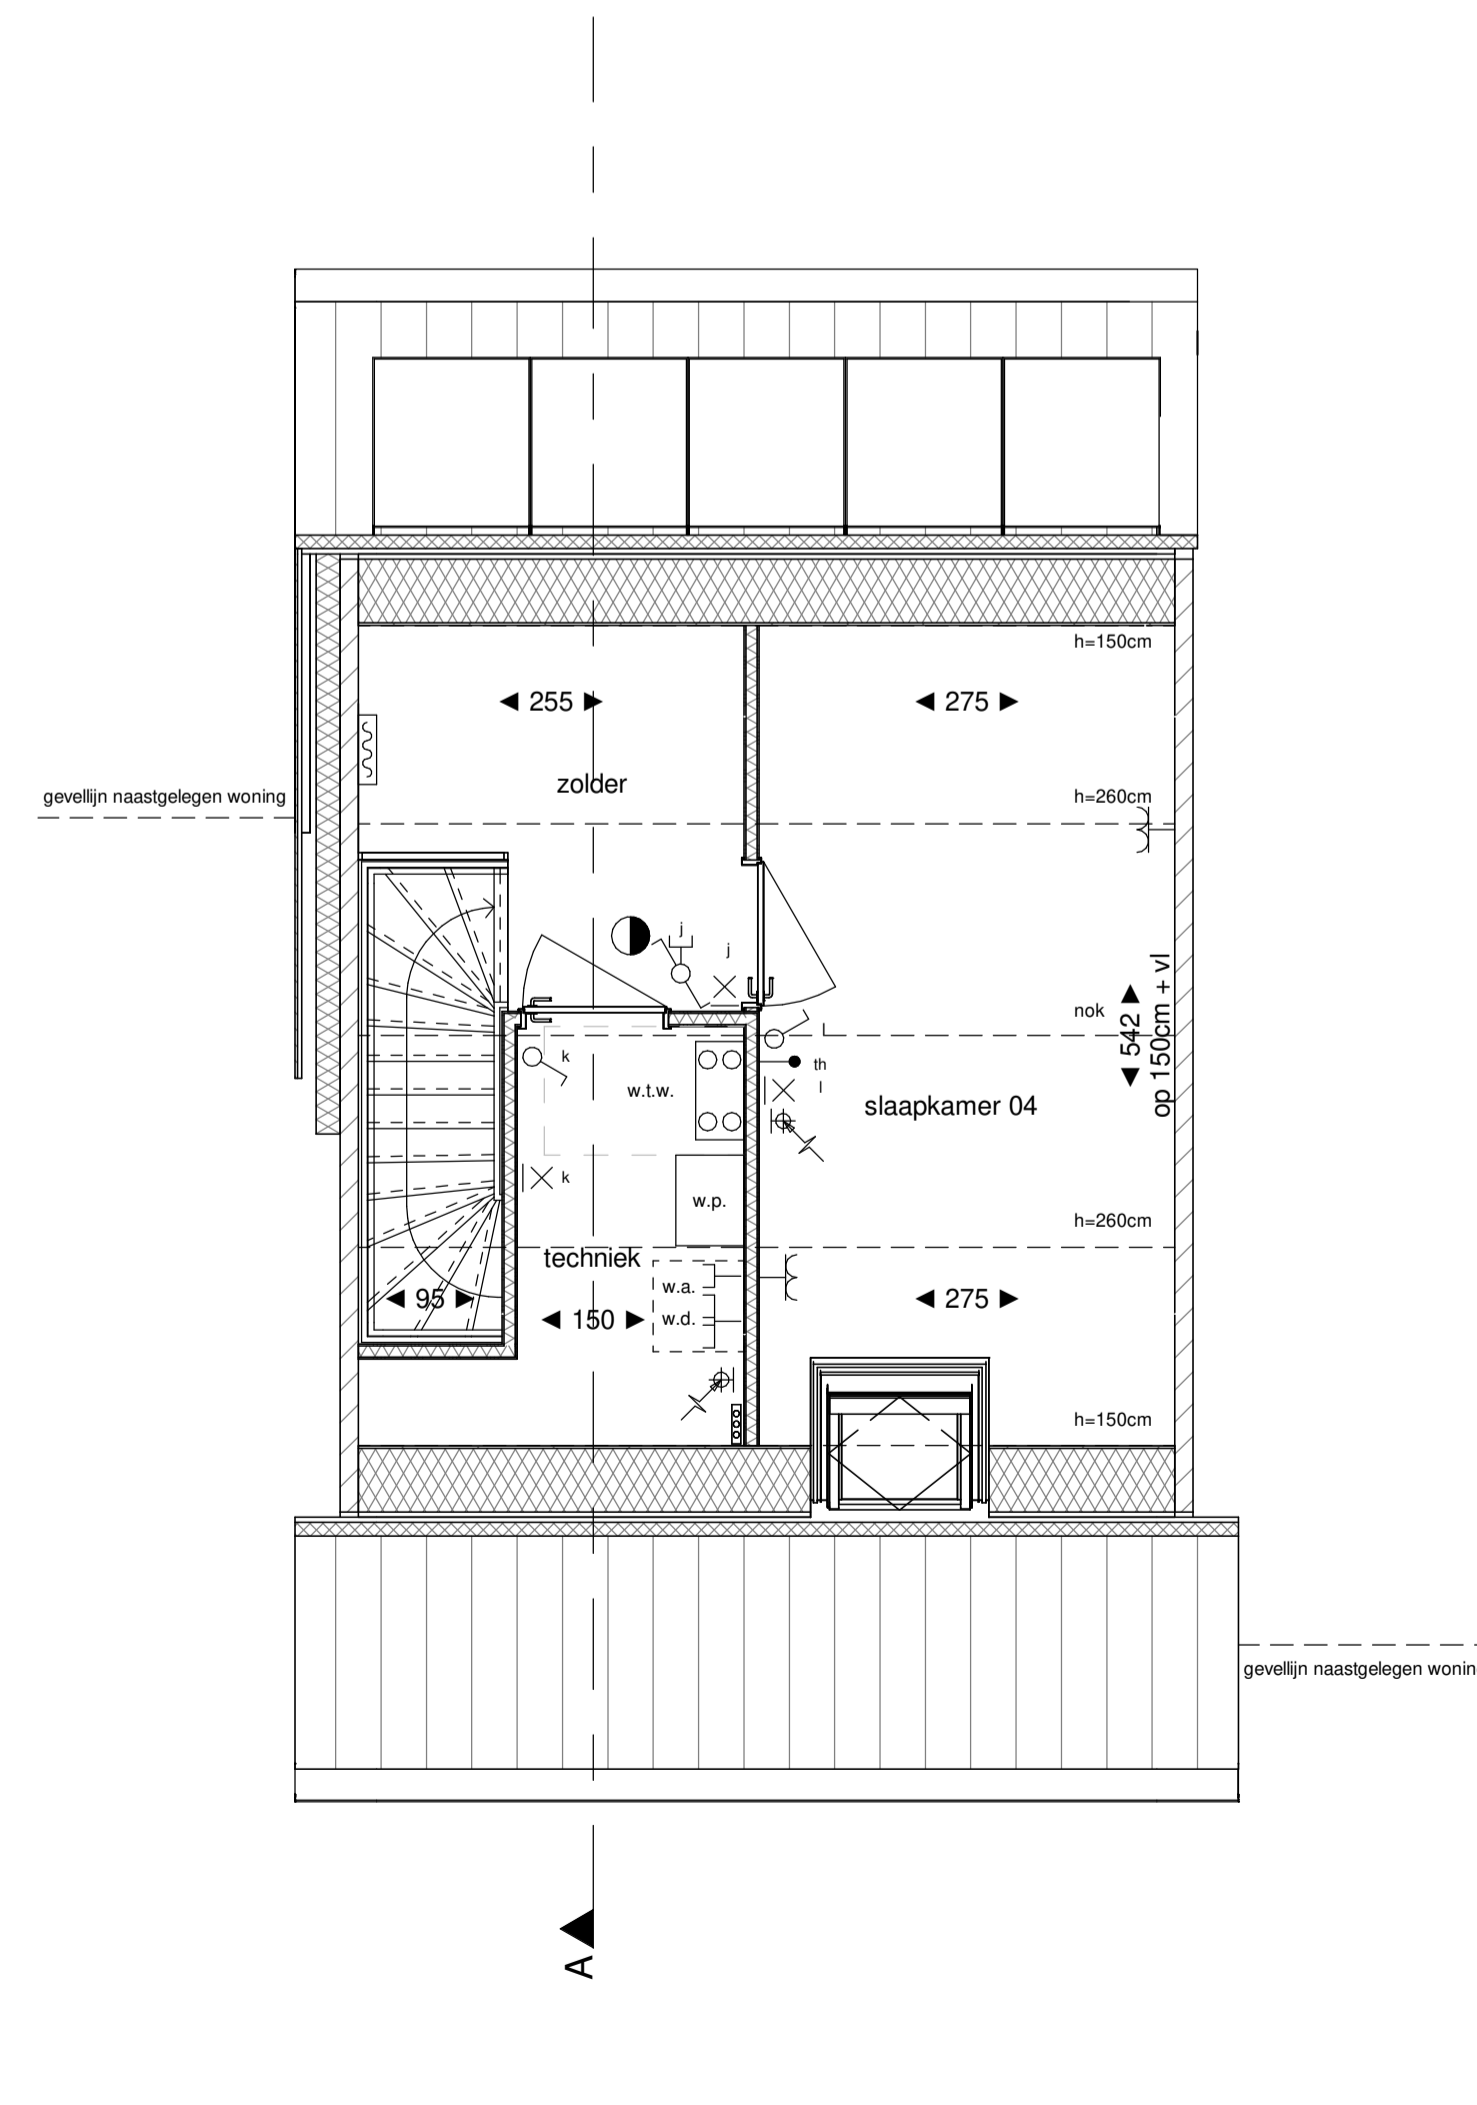 h=150cm
◄ 255 ►
◄ 275 ►
zolder
gevellijn naastgelegen woning
h=260cm
j
j
nok
◄ 542 ►
op 150cm + vl
k
th
l
w.t.w.
slaapkamer 04
k
w.p.
h=260cm
techniek
w.a.
◄ 95 ►
◄ 150 ►
w.d.
◄ 275 ►
h=150cm
gevellijn naastgelegen wonin
A